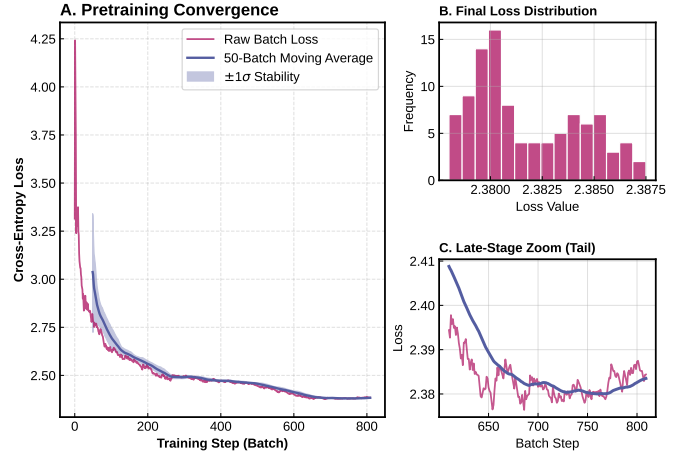 A. Pretraining Convergence
4.25
4.00
3.75
3.50
3.25
3.00
2.75
2.50
Cross-Entropy Loss
Raw Batch Loss
50-Batch Moving Average
±1σ Stability
0
200
400
600
800
Training Step (Batch)
B. Final Loss Distribution
15
10
5
0
Frequency
2.3800
2.3825
2.3850
2.3875
Loss Value
C. Late-Stage Zoom (Tail)
2.41
2.40
2.39
2.38
Loss
650
700
750
800
Batch Step